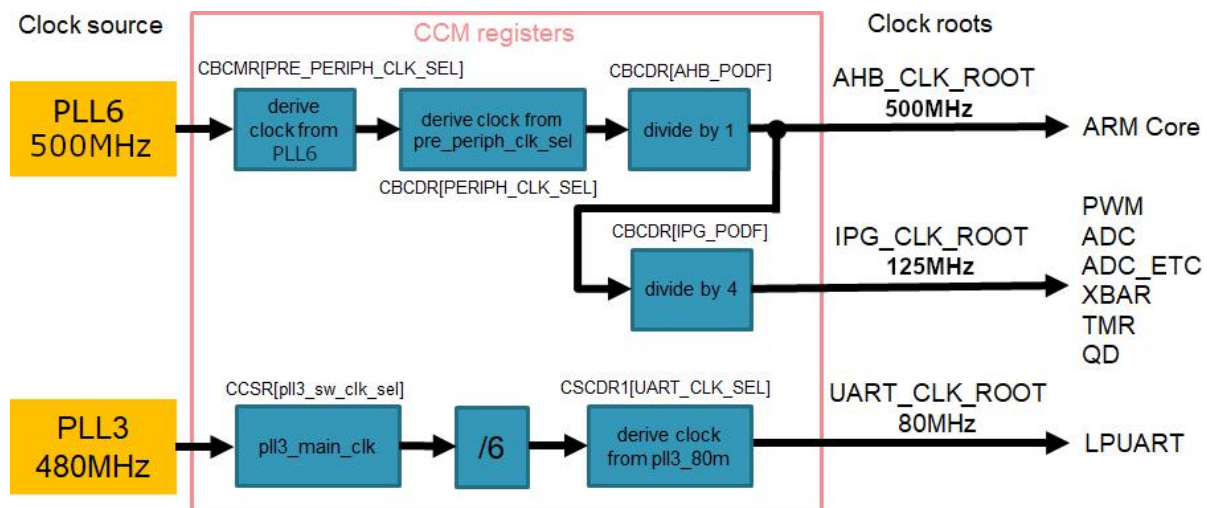 Clock source
CCM registers
Clock roots
CBCMR[PRE_PERIPH_CLK_SEL]
CBCDR[AHB_PODF]
AHB_CLK_ROOT
500MHz
PLL6
500MHz
derive
clock from
PLL6
derive clock from
pre_periph_clk_sel
divide by 1
ARM Core
CBCDR[PERIPH_CLK_SEL]
CBCDR[IPG_PODF]
IPG_CLK_ROOT
125MHz
divide by 4
PWM
ADC
ADC_ETC
XBAR
TMR
QD
CCSR[pll3_sw_clk_sel]
CSCDR1[UART_CLK_SEL]
UART_CLK_ROOT
80MHz
PLL3
480MHz
pll3_main_clk
/6
derive clock
from pll3_80m
LPUART